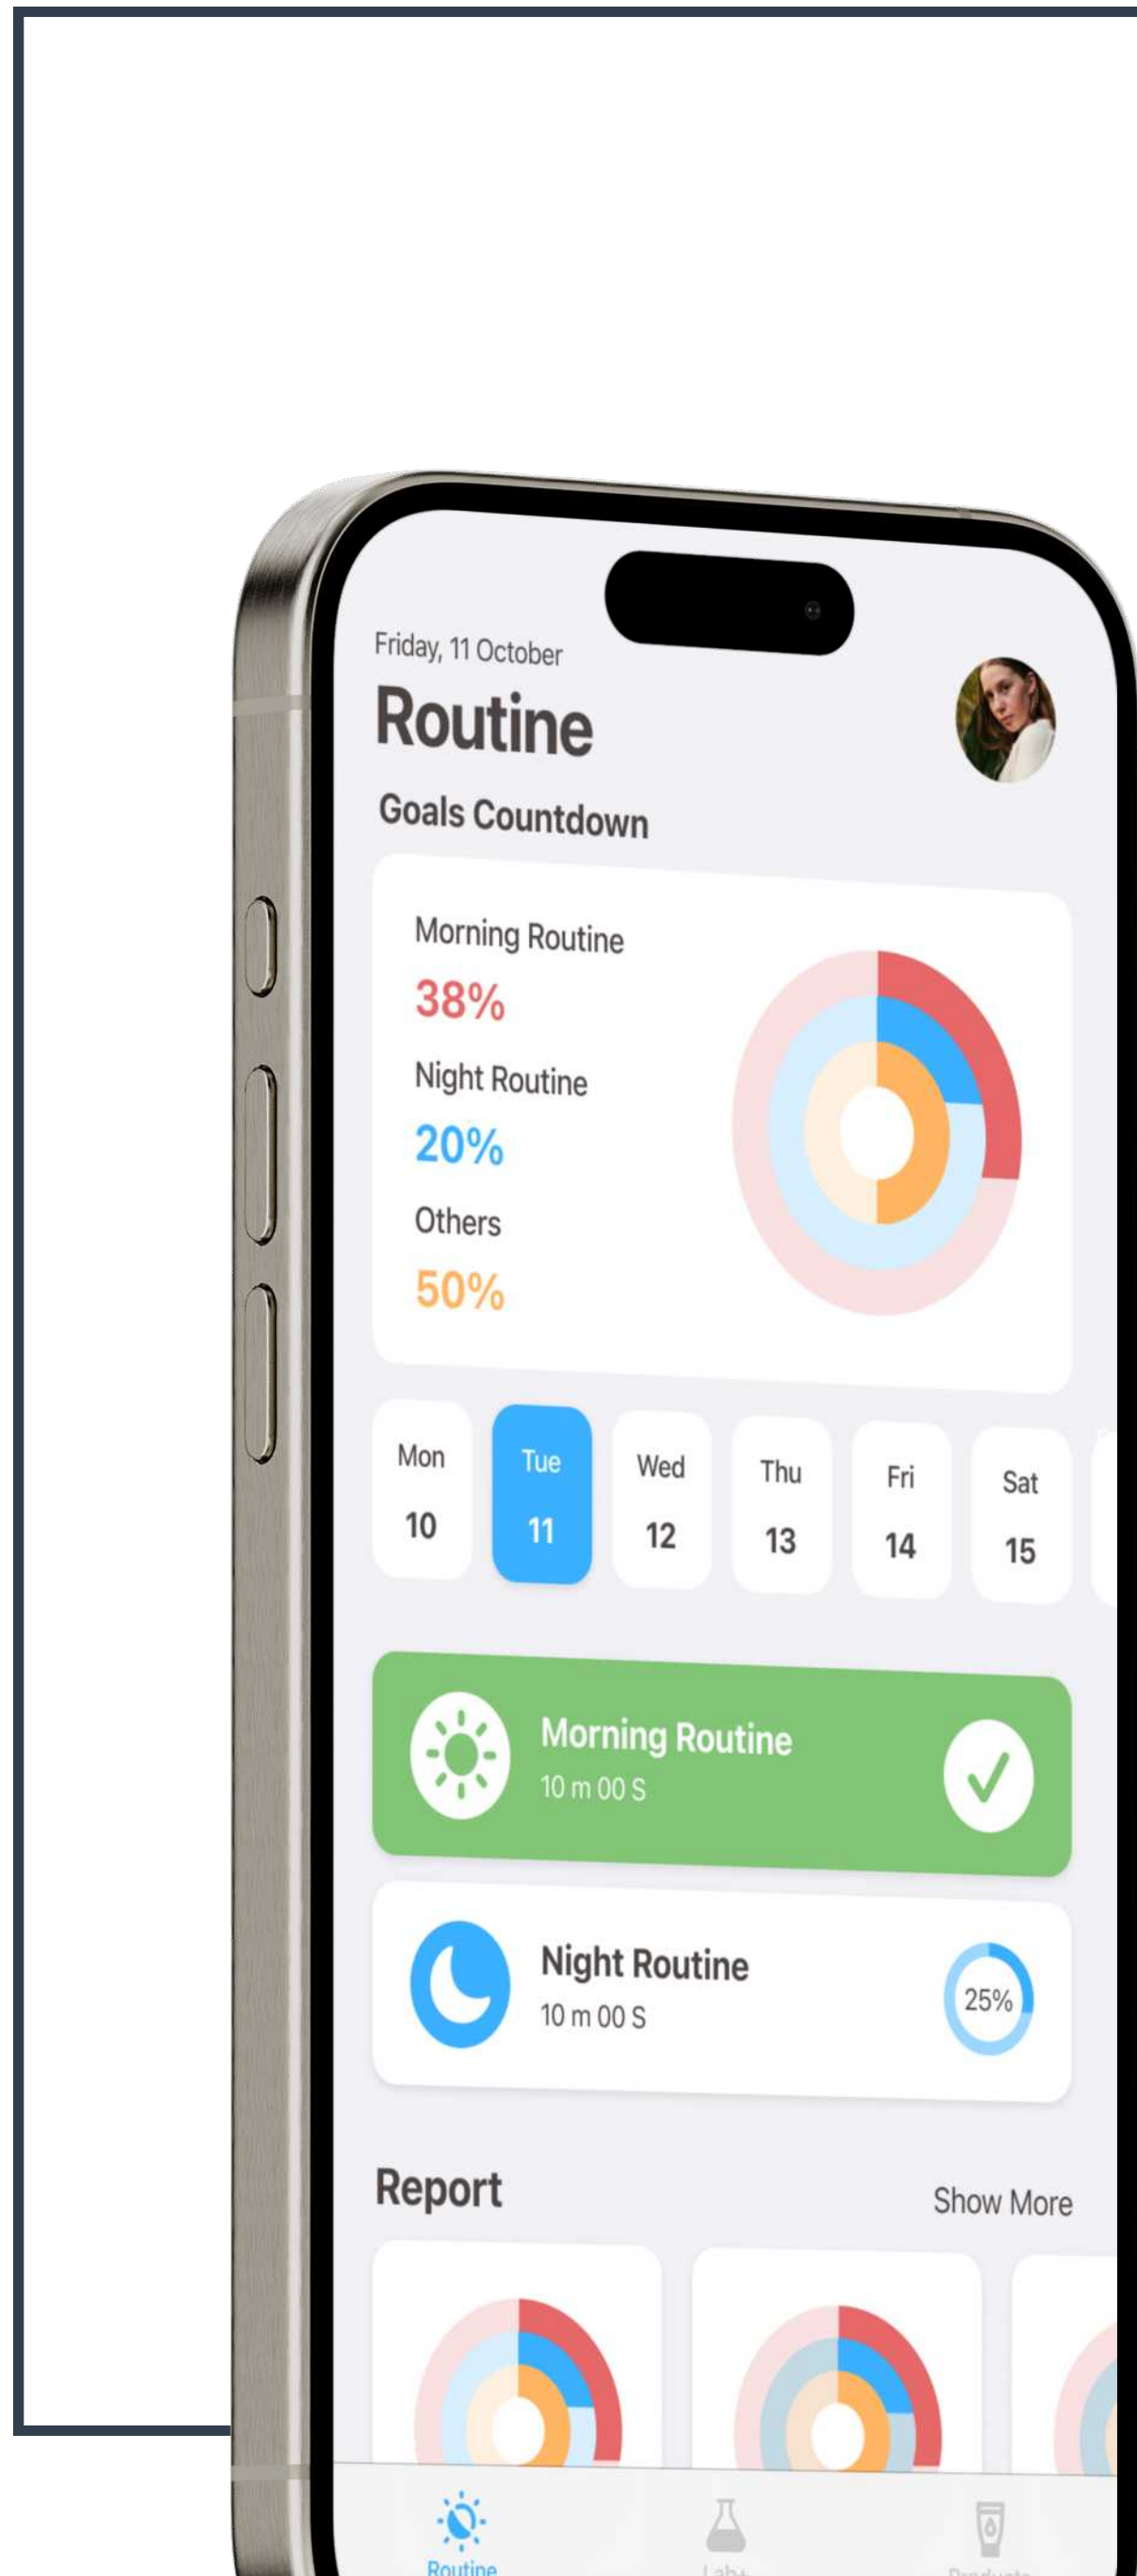 Friday, 11 October
Routine
Goals Countdown
Morning Routine
38%
Night Routine
20%
Others
50%
Mon Tue Wed Thu Fri Sat
10 11 12 13 14 15
Morning Routine
10 m 00 S
Night Routine
10 m 00 S
25%
Report Show More
Routine Lab+ Products